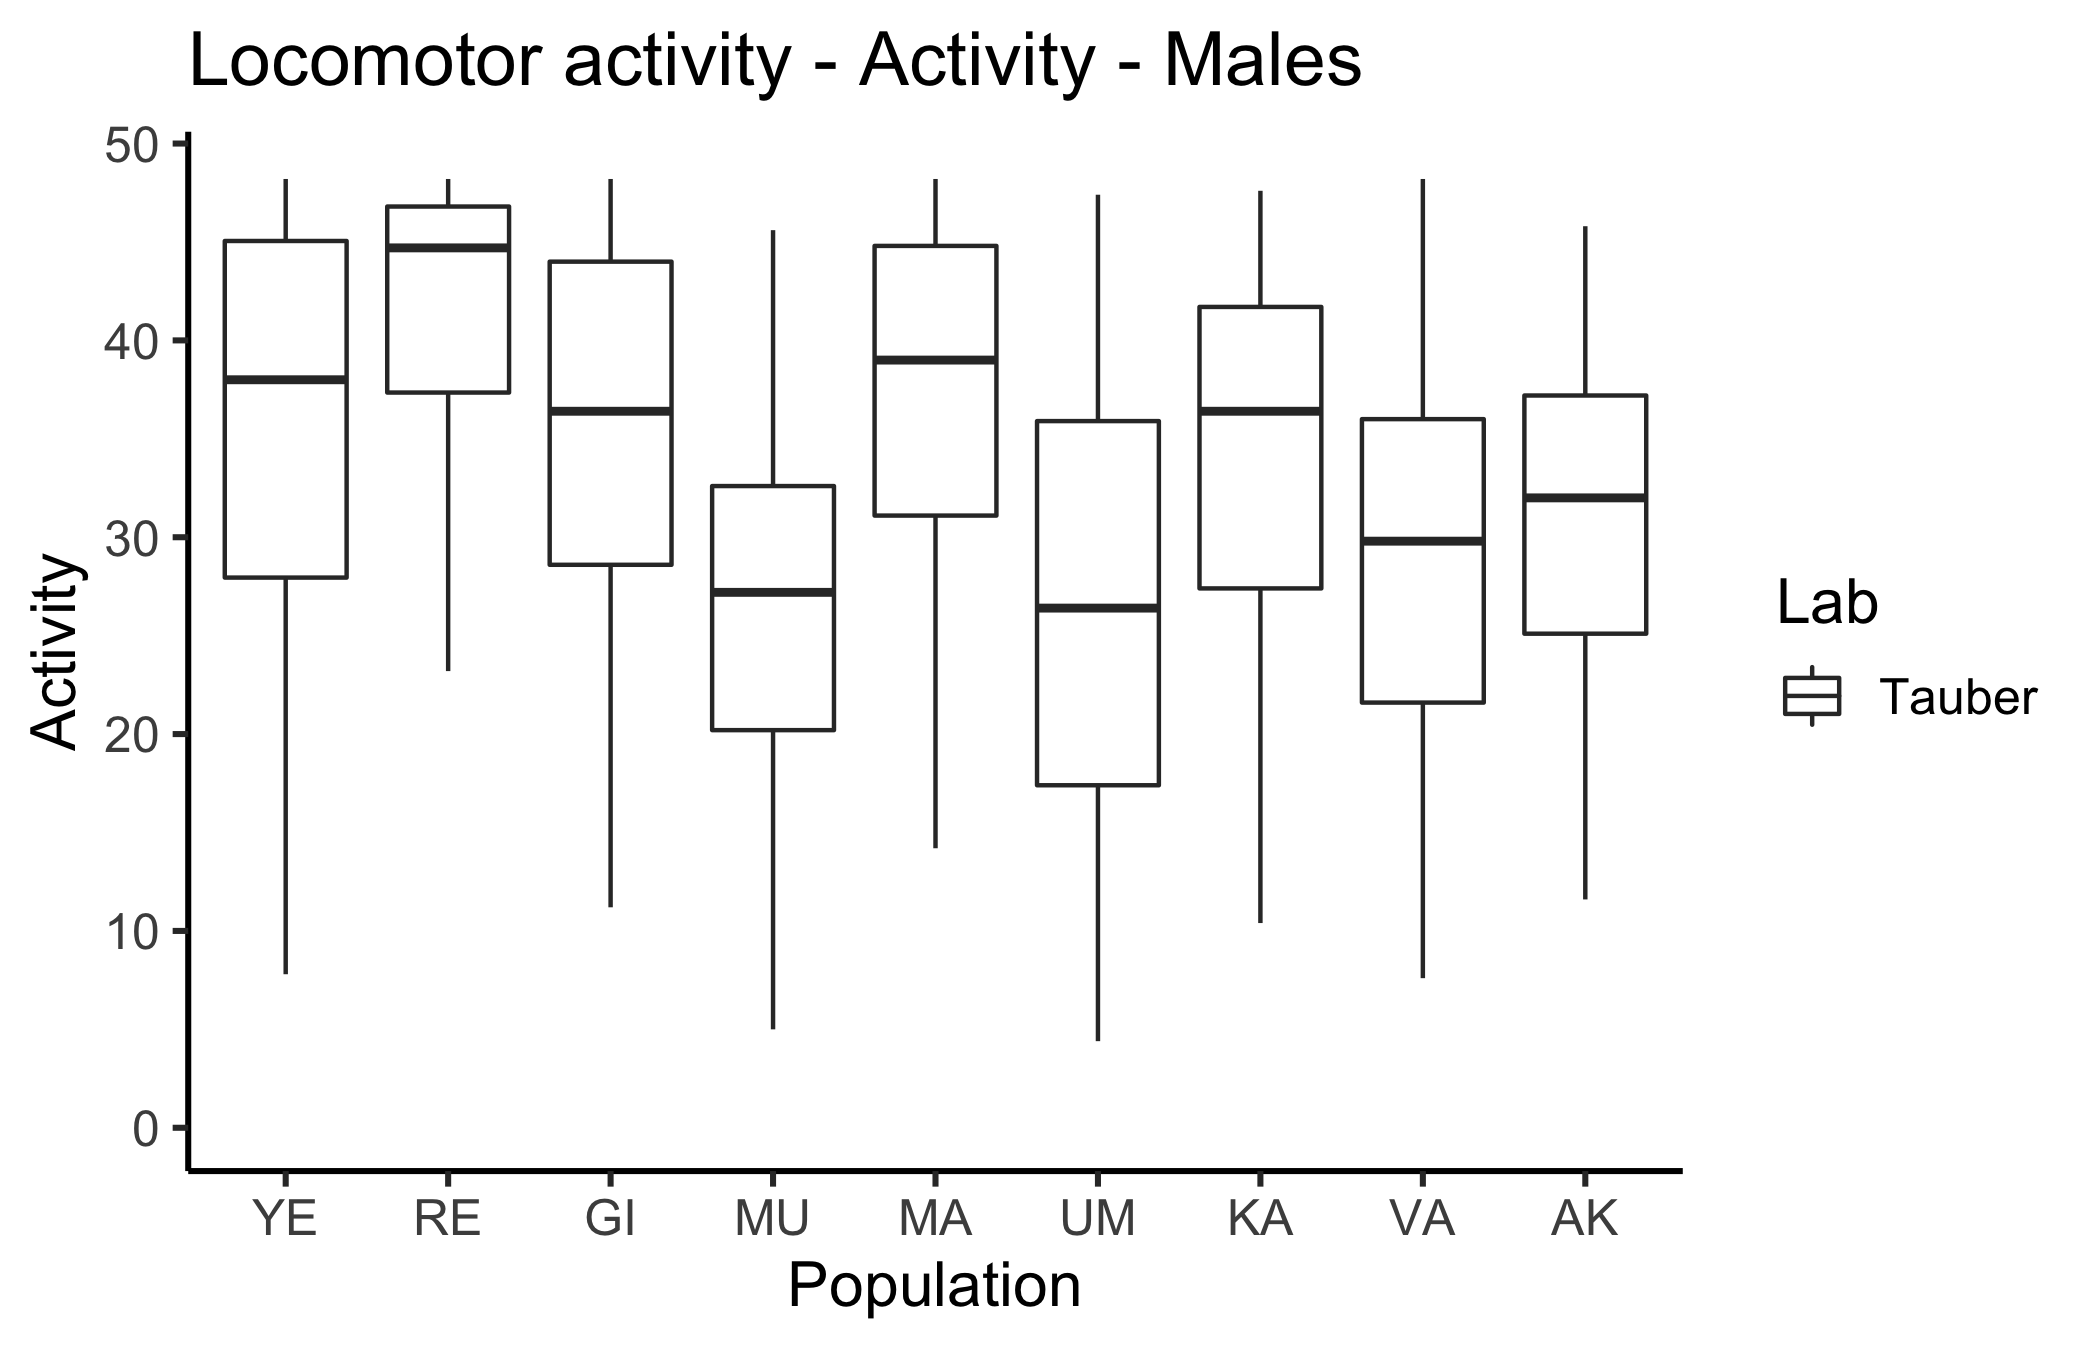 Locomotor activity - Activity - Males
50
40
30
20
10
0
Activity
YE RE GI MU MA UM KA VA AK
Population
Lab
Tauber